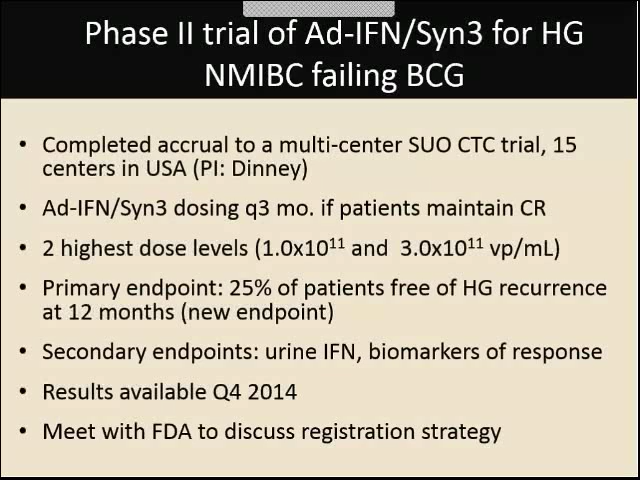 Phase II trial of Ad-IFN/Syn3 for HG
NMIBC failing BCG
• Completed accrual to a multi-center SUO CTC trial, 15
centers in USA (PI: Dinney)
• Ad-IFN/Syn3 dosing q3 mo. if patients maintain CR
• 2 highest dose levels (1.0x10¹¹ and 3.0x10¹¹ vp/mL)
• Primary endpoint: 25% of patients free of HG recurrence
at 12 months (new endpoint)
• Secondary endpoints: urine IFN, biomarkers of response
• Results available Q4 2014
• Meet with FDA to discuss registration strategy